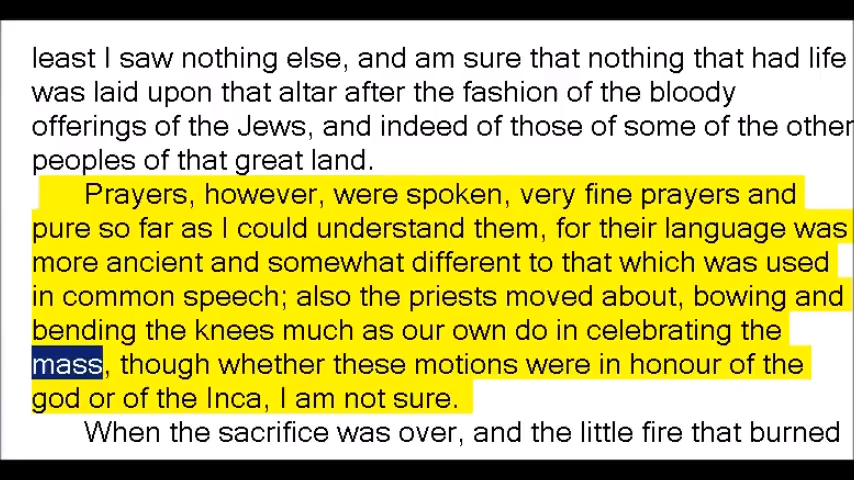 least I saw nothing else, and am sure that nothing that had life
was laid upon that altar after the fashion of the bloody
offerings of the Jews, and indeed of those of some of the other
peoples of that great land.
Prayers, however, were spoken, very fine prayers and
pure so far as I could understand them, for their language was
more ancient and somewhat different to that which was used
in common speech; also the priests moved about, bowing and
bending the knees much as our own do in celebrating the
mass, though whether these motions were in honour of the
god or of the Inca, I am not sure.
When the sacrifice was over, and the little fire that burned